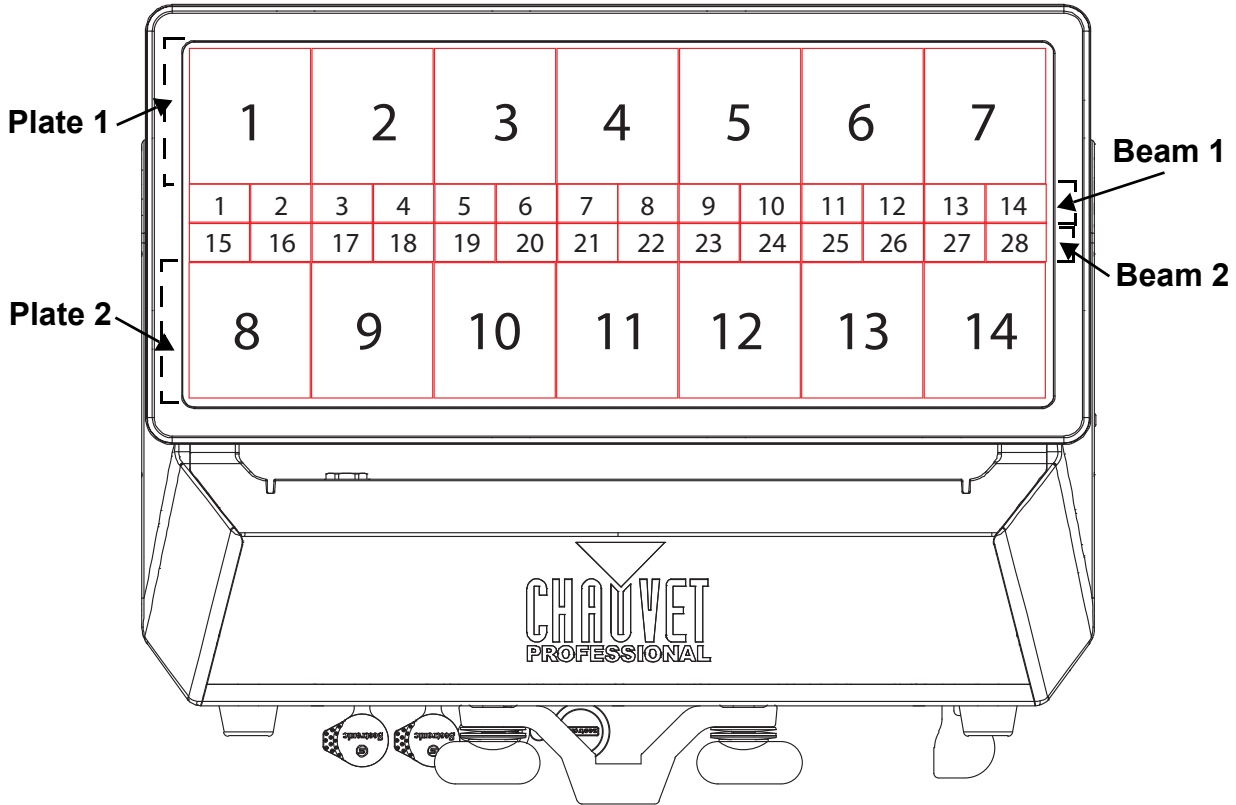 Plate 1
1 2 3 4 5 6 7
Beam 1
1 2 3 4 5 6 7 8 9 10 11 12 13 14
15 16 17 18 19 20 21 22 23 24 25 26 27 28
Beam 2
Plate 2
8 9 10 11 12 13 14
CHAUVET
PROFESSIONAL
Seetronic
Seetronic